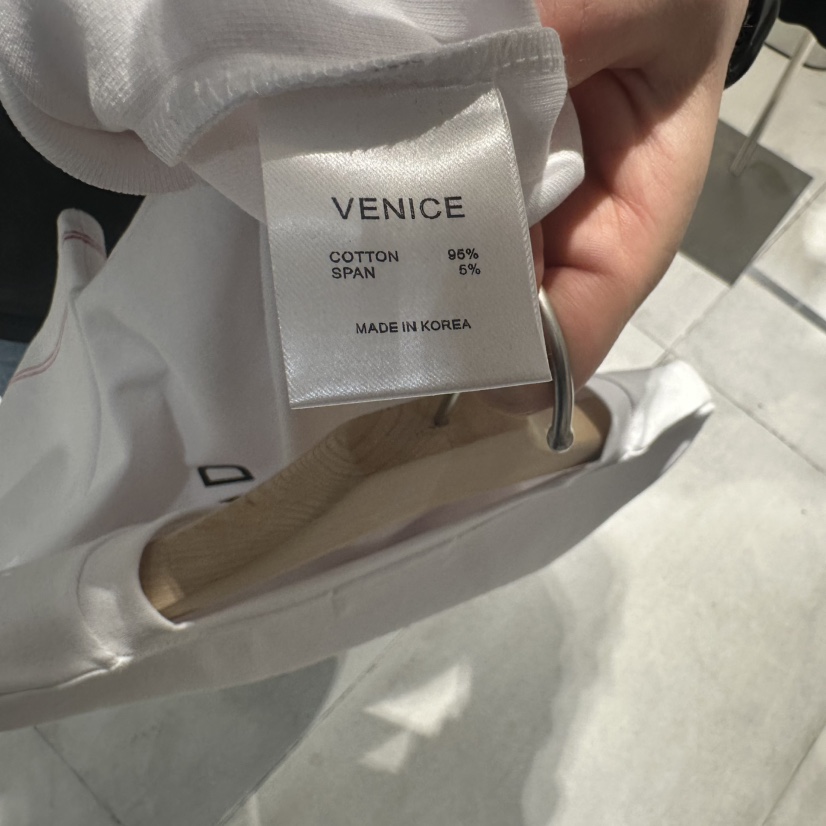 VENICE
COTTON 95%
SPAN 5%
MADE IN KOREA
D